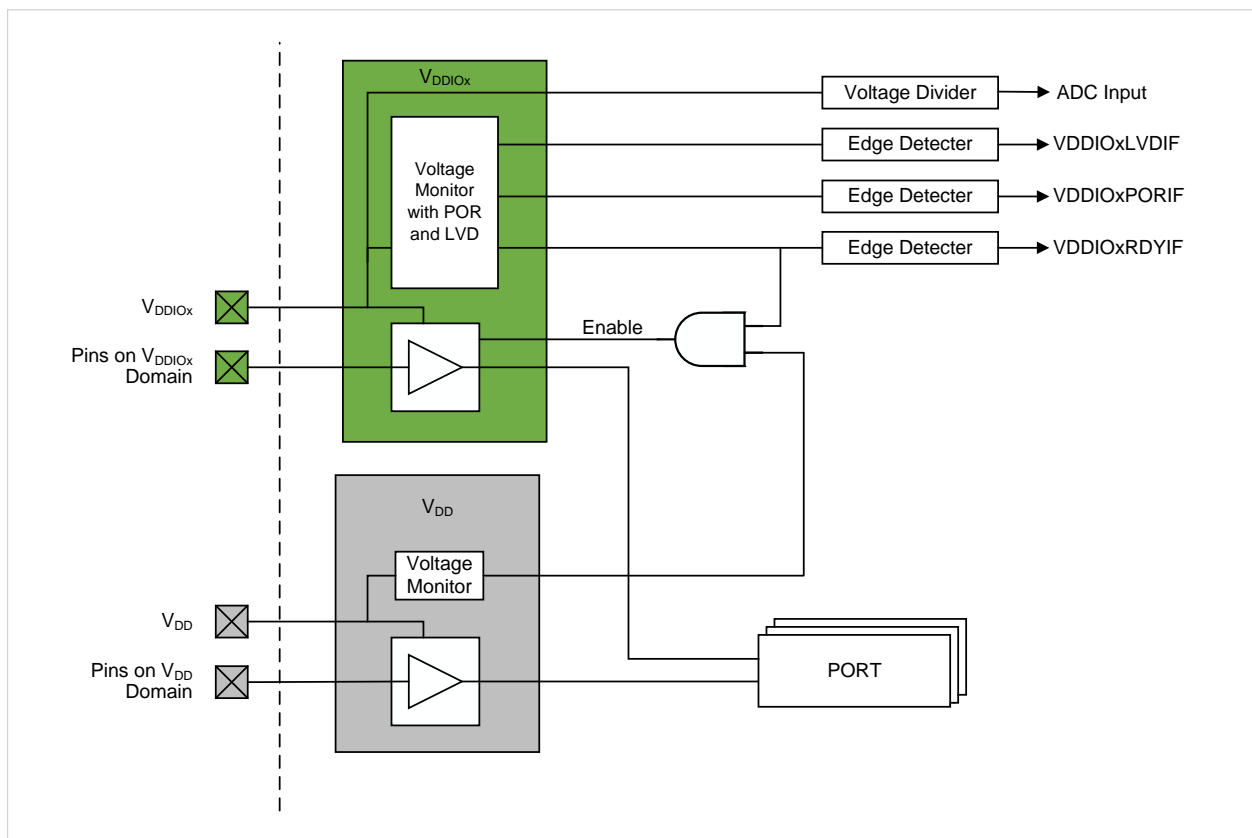 VDDIOx
Voltage Divider
ADC Input
Voltage
Monitor
with POR
and LVD
Edge Detecter
VDDIOxLVDIF
Edge Detecter
VDDIOxPORIF
Edge Detecter
VDDIOxRDYIF
VDDIOx
Enable
Pins on VDDIOx
Domain
VDD
Voltage
Monitor
VDD
Pins on VDD
Domain
PORT